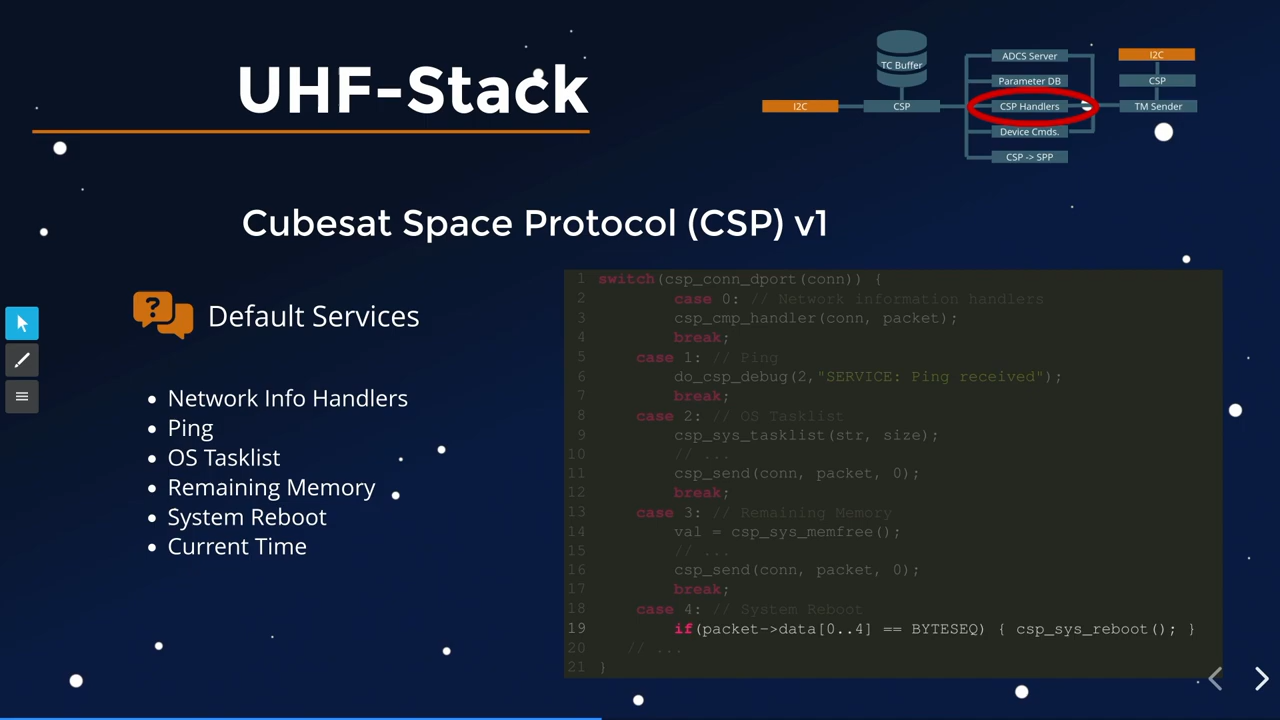 UHF-Stack
I2C
TC Buffer
CSP
ADCS Server
Parameter DB
CSP Handlers
Device Cmds.
CSP -> SPP
I2C
CSP
TM Sender
Cubesat Space Protocol (CSP) v1
Default Services
• Network Info Handlers
• Ping
• OS Tasklist
• Remaining Memory
• System Reboot
• Current Time
1 switch(csp_conn_dport(conn)) {
2 case 0: // Network information handlers
3 csp_cmp_handler(conn, packet);
4 break;
5 case 1: // Ping
6 do_csp_debug(2,"SERVICE: Ping received");
7 break;
8 case 2: // OS Tasklist
9 csp_sys_tasklist(str, size);
10 // ...
11 csp_send(conn, packet, 0);
12 break;
13 case 3: // Remaining Memory
14 val = csp_sys_memfree();
15 // ...
16 csp_send(conn, packet, 0);
17 break;
18 case 4: // System Reboot
19 if(packet->data[0..4] == BYTESEQ) { csp_sys_reboot(); }
20 // ...
21 }